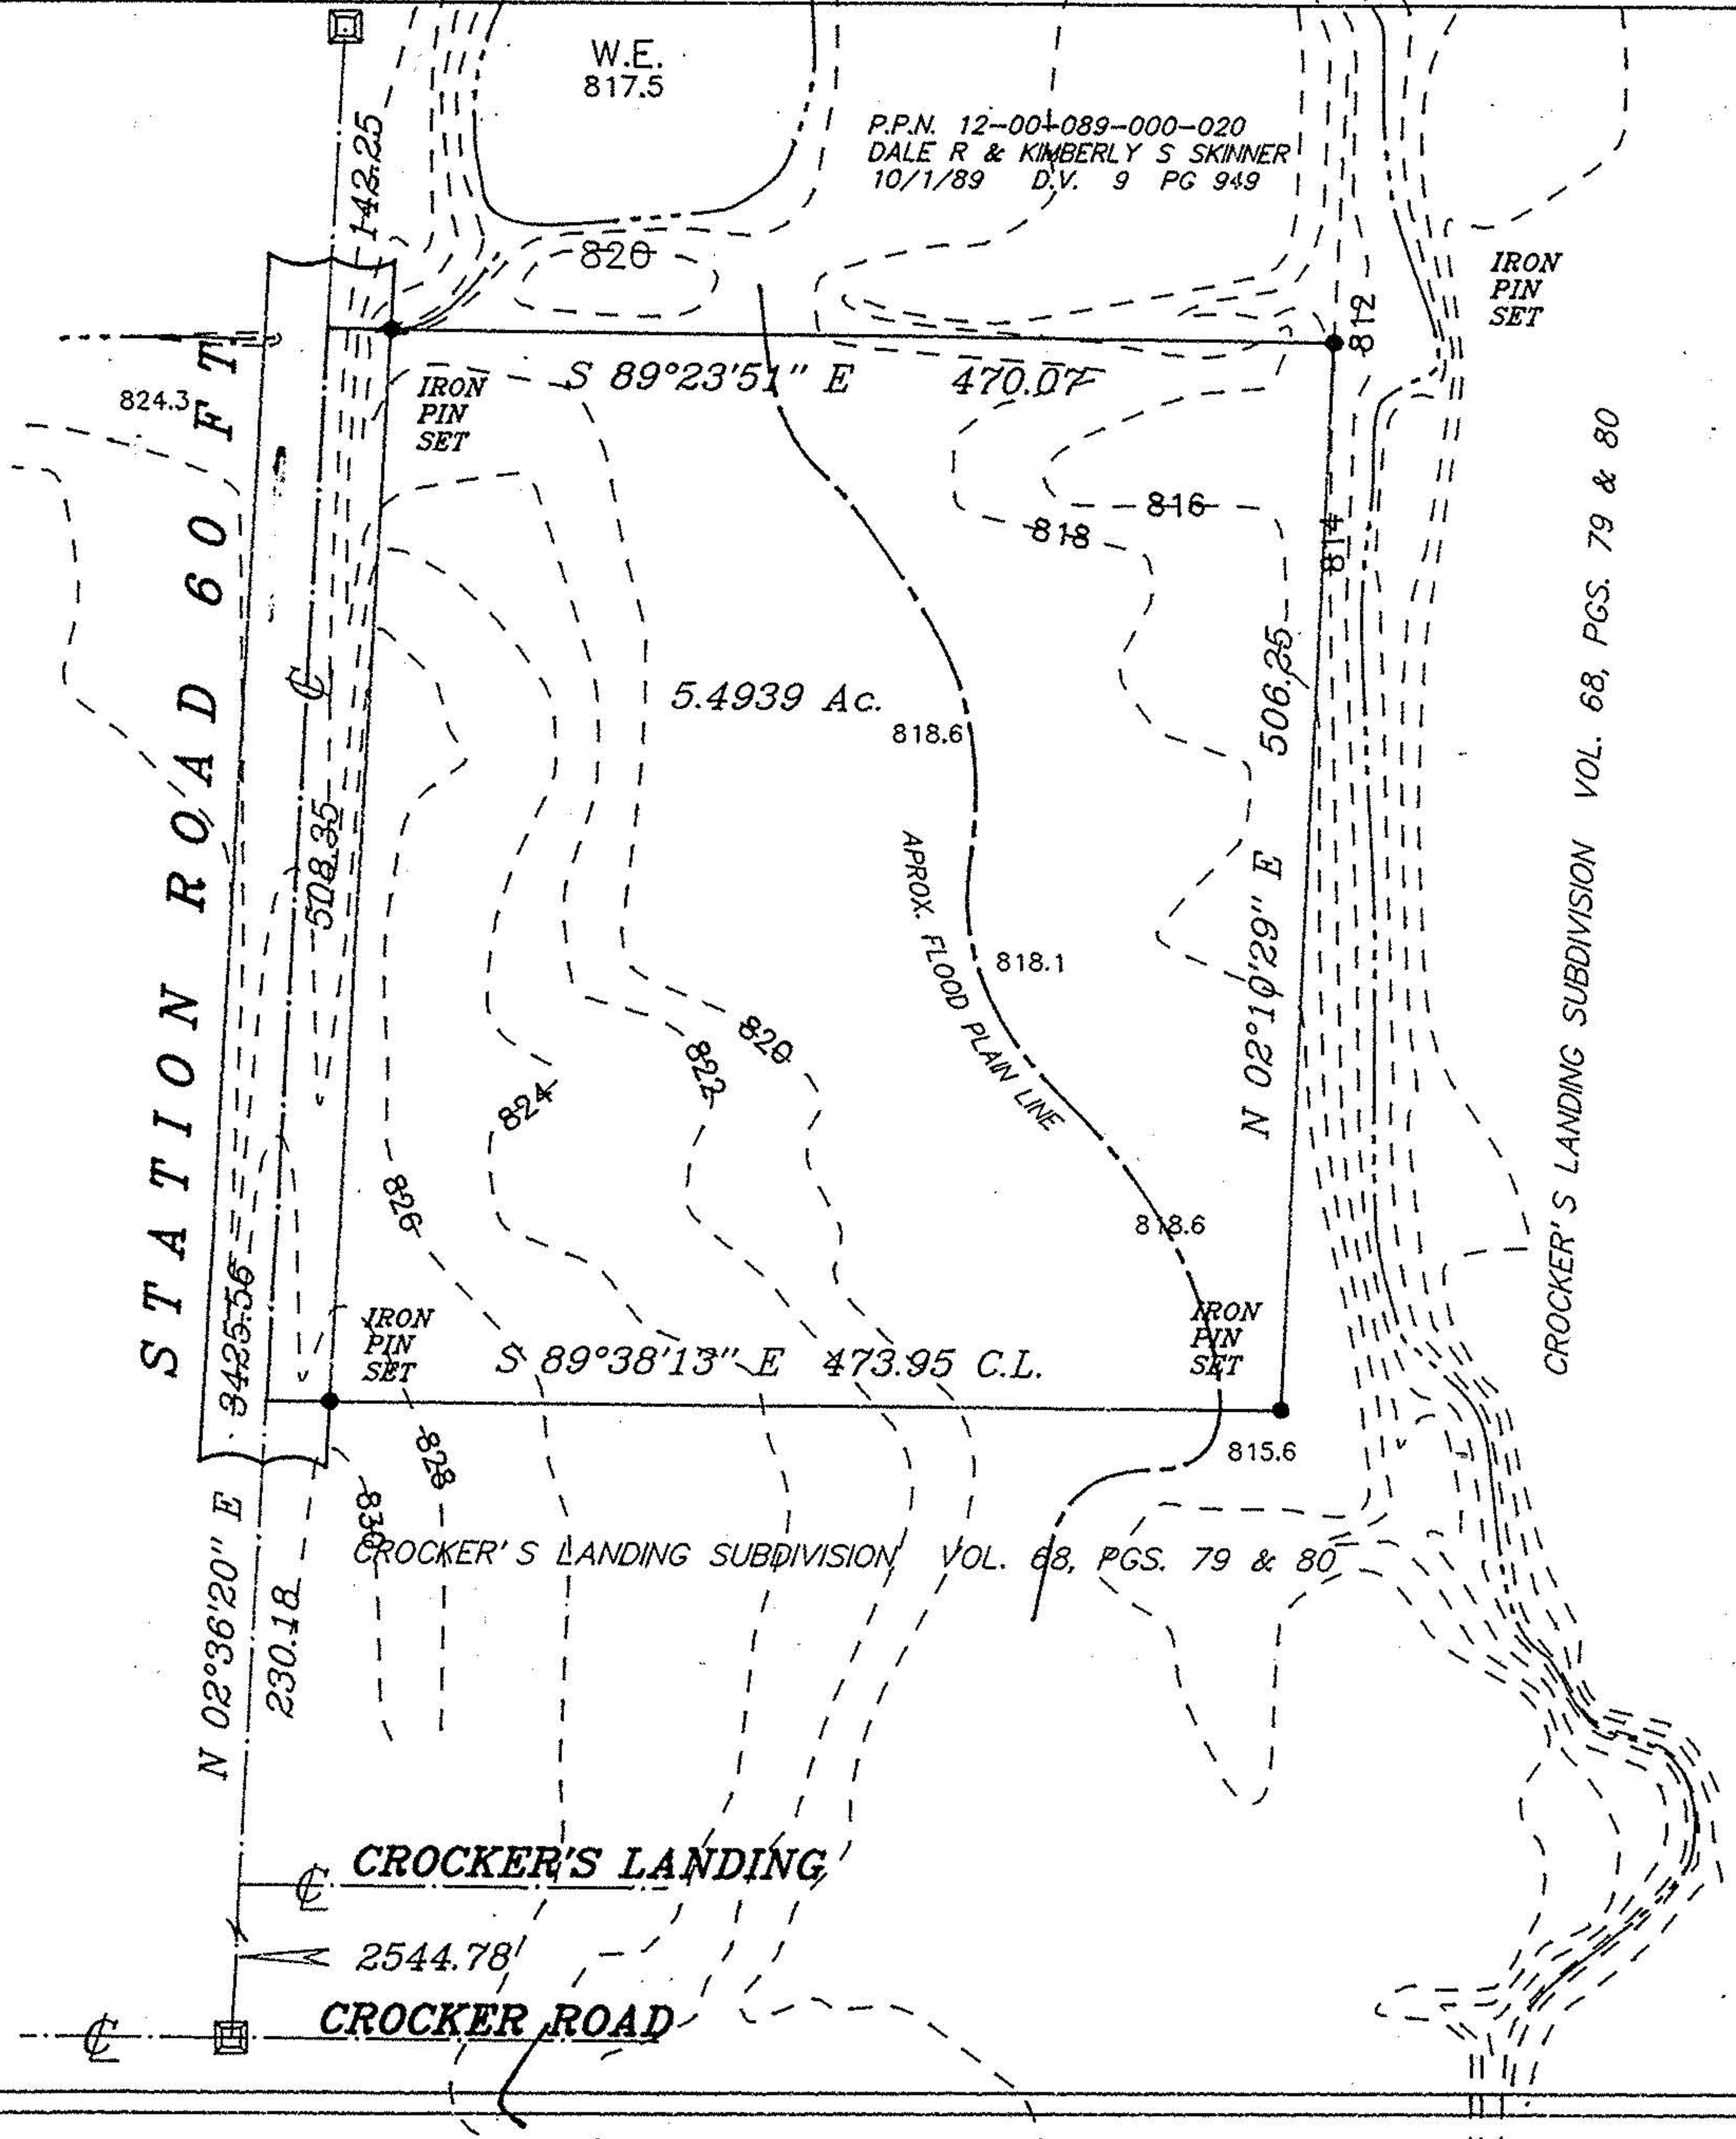 W.E.
817.5
P.P.N. 12-00-089-000-020
DALE R & KIMBERLY S SKINNER
10/1/89 D.V. 9 PG 949
142.25
820
IRON
PIN
SET
812
824.3
IRON
PIN
SET
S 89°23'51" E 470.07
STATION ROAD 60 FT.
818
816
814
5.4939 Ac.
818.6
506.25
N 02°10'29" E
CROCKER'S LANDING SUBDIVISION VOL. 68, PGS. 79 & 80
508.35
APROX. FLOOD PLAIN LINE
818.1
820
822
824
826
818.6
3425.56
IRON
PIN
SET
IRON
PIN
SET
S 89°38'13" E 473.95 C.L.
815.6
828
830
N 02°36'20" E
230.18
CROCKER'S LANDING SUBDIVISION VOL. 68, PGS. 79 & 80
CROCKER'S LANDING
2544.78'
CROCKER ROAD